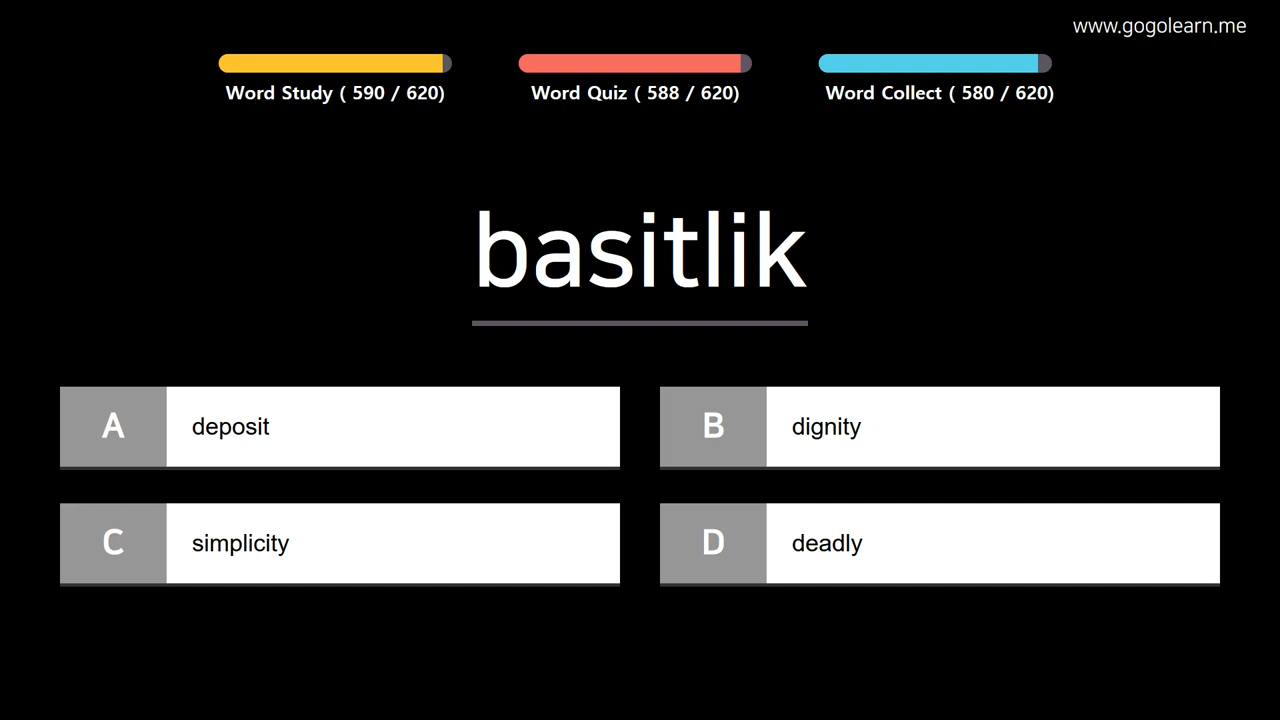 www.gogolearn.me
Word Study ( 590 / 620)
Word Quiz ( 588 / 620)
Word Collect ( 580 / 620)
basitlik
A deposit
B dignity
C simplicity
D deadly